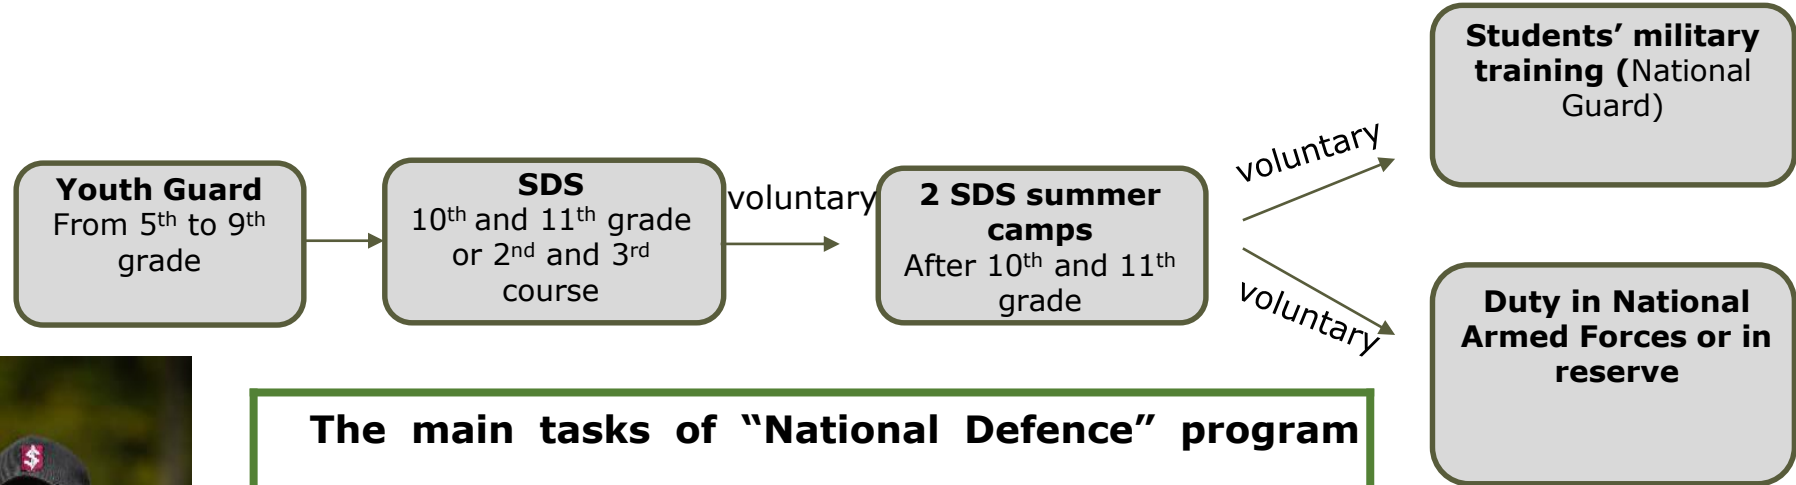 Youth Guard
From 5th to 9th
grade
SDS
10th and 11th grade
or 2nd and 3rd
course
voluntary
2 SDS summer
camps
After 10th and 11th
grade
voluntary
voluntary
Students’ military
training (National
Guard)
Duty in National
Armed Forces or in
reserve
The main tasks of “National Defence” program